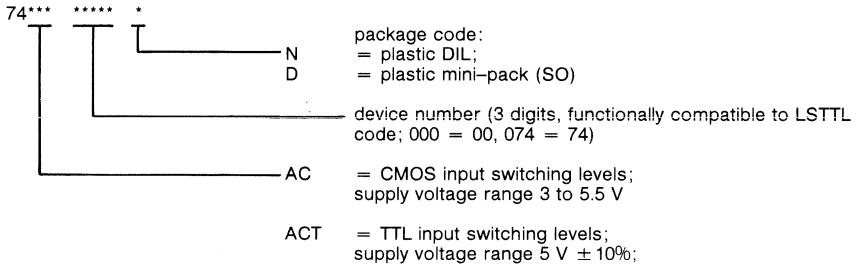 74*** ***** *
package code:
N = plastic DIL;
D = plastic mini-pack (SO)
device number (3 digits, functionally compatible to LSTTL
code; 000 = 00, 074 = 74)
AC = CMOS input switching levels;
supply voltage range 3 to 5.5 V
ACT = TTL input switching levels;
supply voltage range 5 V ±10%;